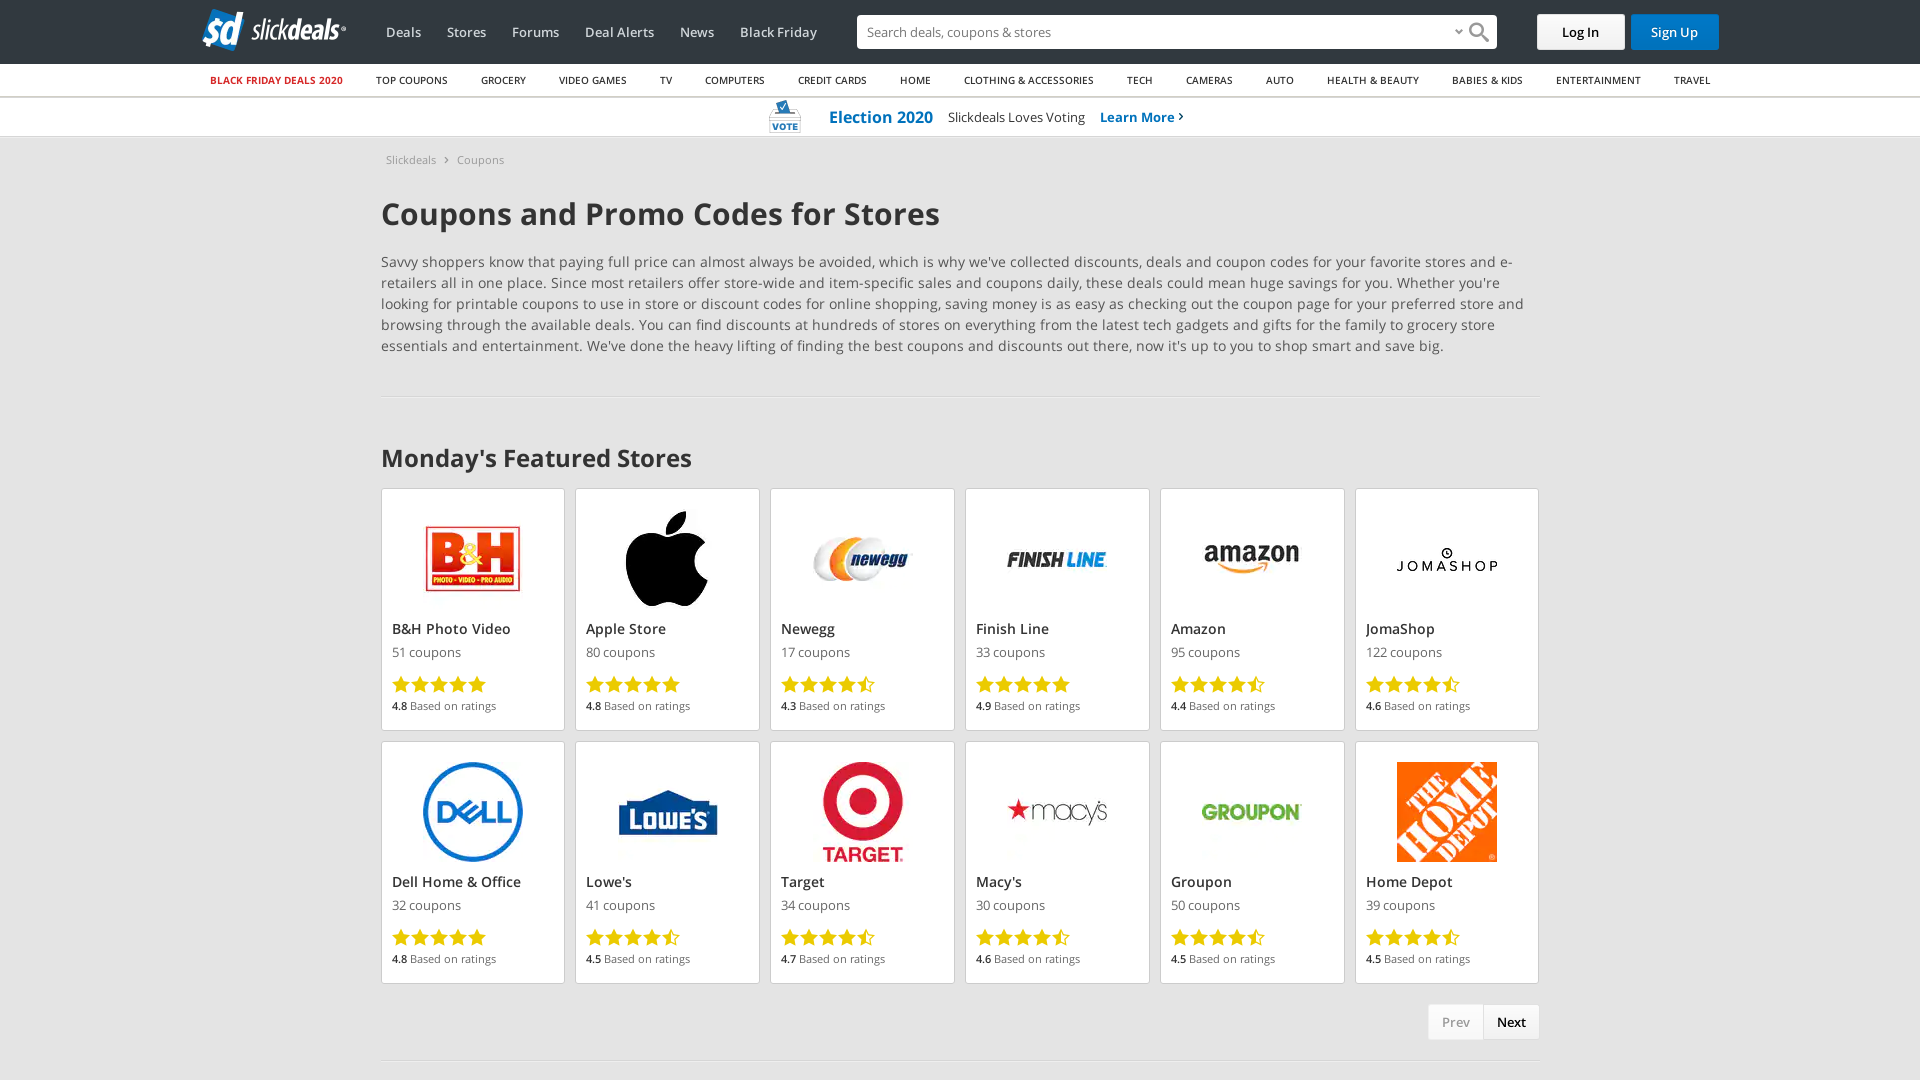 sd slickdeals
Deals Stores Forums Deal Alerts News Black Friday
Search deals, coupons & stores
Log In
Sign Up
BLACK FRIDAY DEALS 2020 TOP COUPONS GROCERY VIDEO GAMES TV COMPUTERS CREDIT CARDS HOME CLOTHING & ACCESSORIES TECH CAMERAS AUTO HEALTH & BEAUTY BABIES & KIDS ENTERTAINMENT TRAVEL
VOTE
Election 2020 Slickdeals Loves Voting Learn More
Slickdeals Coupons
Coupons and Promo Codes for Stores
Savvy shoppers know that paying full price can almost always be avoided, which is why we've collected discounts, deals and coupon codes for your favorite stores and e-
retailers all in one place. Since most retailers offer store-wide and item-specific sales and coupons daily, these deals could mean huge savings for you. Whether you're
looking for printable coupons to use in store or discount codes for online shopping, saving money is as easy as checking out the coupon page for your preferred store and
browsing through the available deals. You can find discounts at hundreds of stores on everything from the latest tech gadgets and gifts for the family to grocery store
essentials and entertainment. We've done the heavy lifting of finding the best coupons and discounts out there, now it's up to you to shop smart and save big.
Monday's Featured Stores
B&H
PHOTO - VIDEO - PRO AUDIO
B&H Photo Video
51 coupons
4.8 Based on ratings
Apple Store
80 coupons
4.8 Based on ratings
newegg
Newegg
17 coupons
4.3 Based on ratings
FINISH LINE
Finish Line
33 coupons
4.9 Based on ratings
amazon
Amazon
95 coupons
4.4 Based on ratings
JOMASHOP
JomaShop
122 coupons
4.6 Based on ratings
DELL
Dell Home & Office
32 coupons
4.8 Based on ratings
LOWE'S
Lowe's
41 coupons
4.5 Based on ratings
TARGET
Target
34 coupons
4.7 Based on ratings
macy's
Macy's
30 coupons
4.6 Based on ratings
GROUPON
Groupon
50 coupons
4.5 Based on ratings
THE
HOME
DEPOT
Home Depot
39 coupons
4.5 Based on ratings
Prev
Next